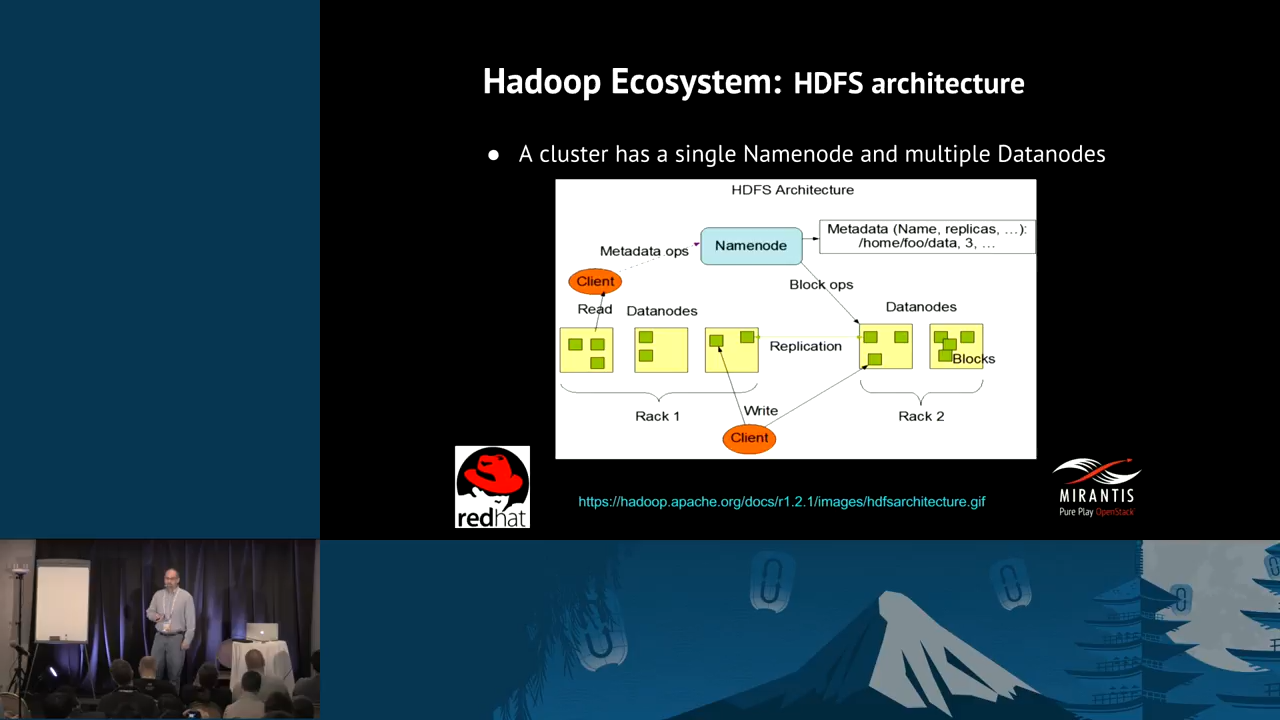 Hadoop Ecosystem: HDFS architecture
● A cluster has a single Namenode and multiple Datanodes
HDFS Architecture
Metadata (Name, replicas, ...):
/home/foo/data, 3, ...
Namenode
Metadata ops
Client
Block ops
Read
Datanodes
Datanodes
Replication
Blocks
Rack 1
Write
Rack 2
Client
redhat
https://hadoop.apache.org/docs/r1.2.1/images/hdfsarchitecture.gif
MIRANTIS
Pure Play OpenStack